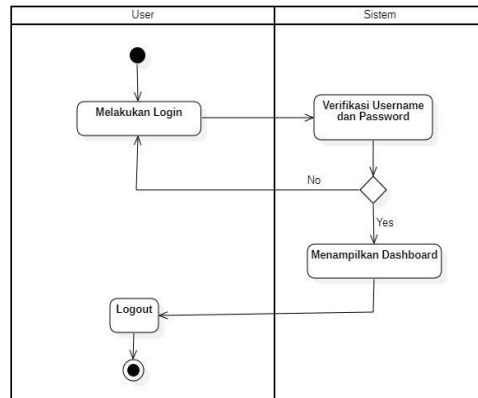 User
Sistem
Melakukan Login
Verifikasi Username
dan Password
No
Yes
Menampilkan Dashboard
Logout